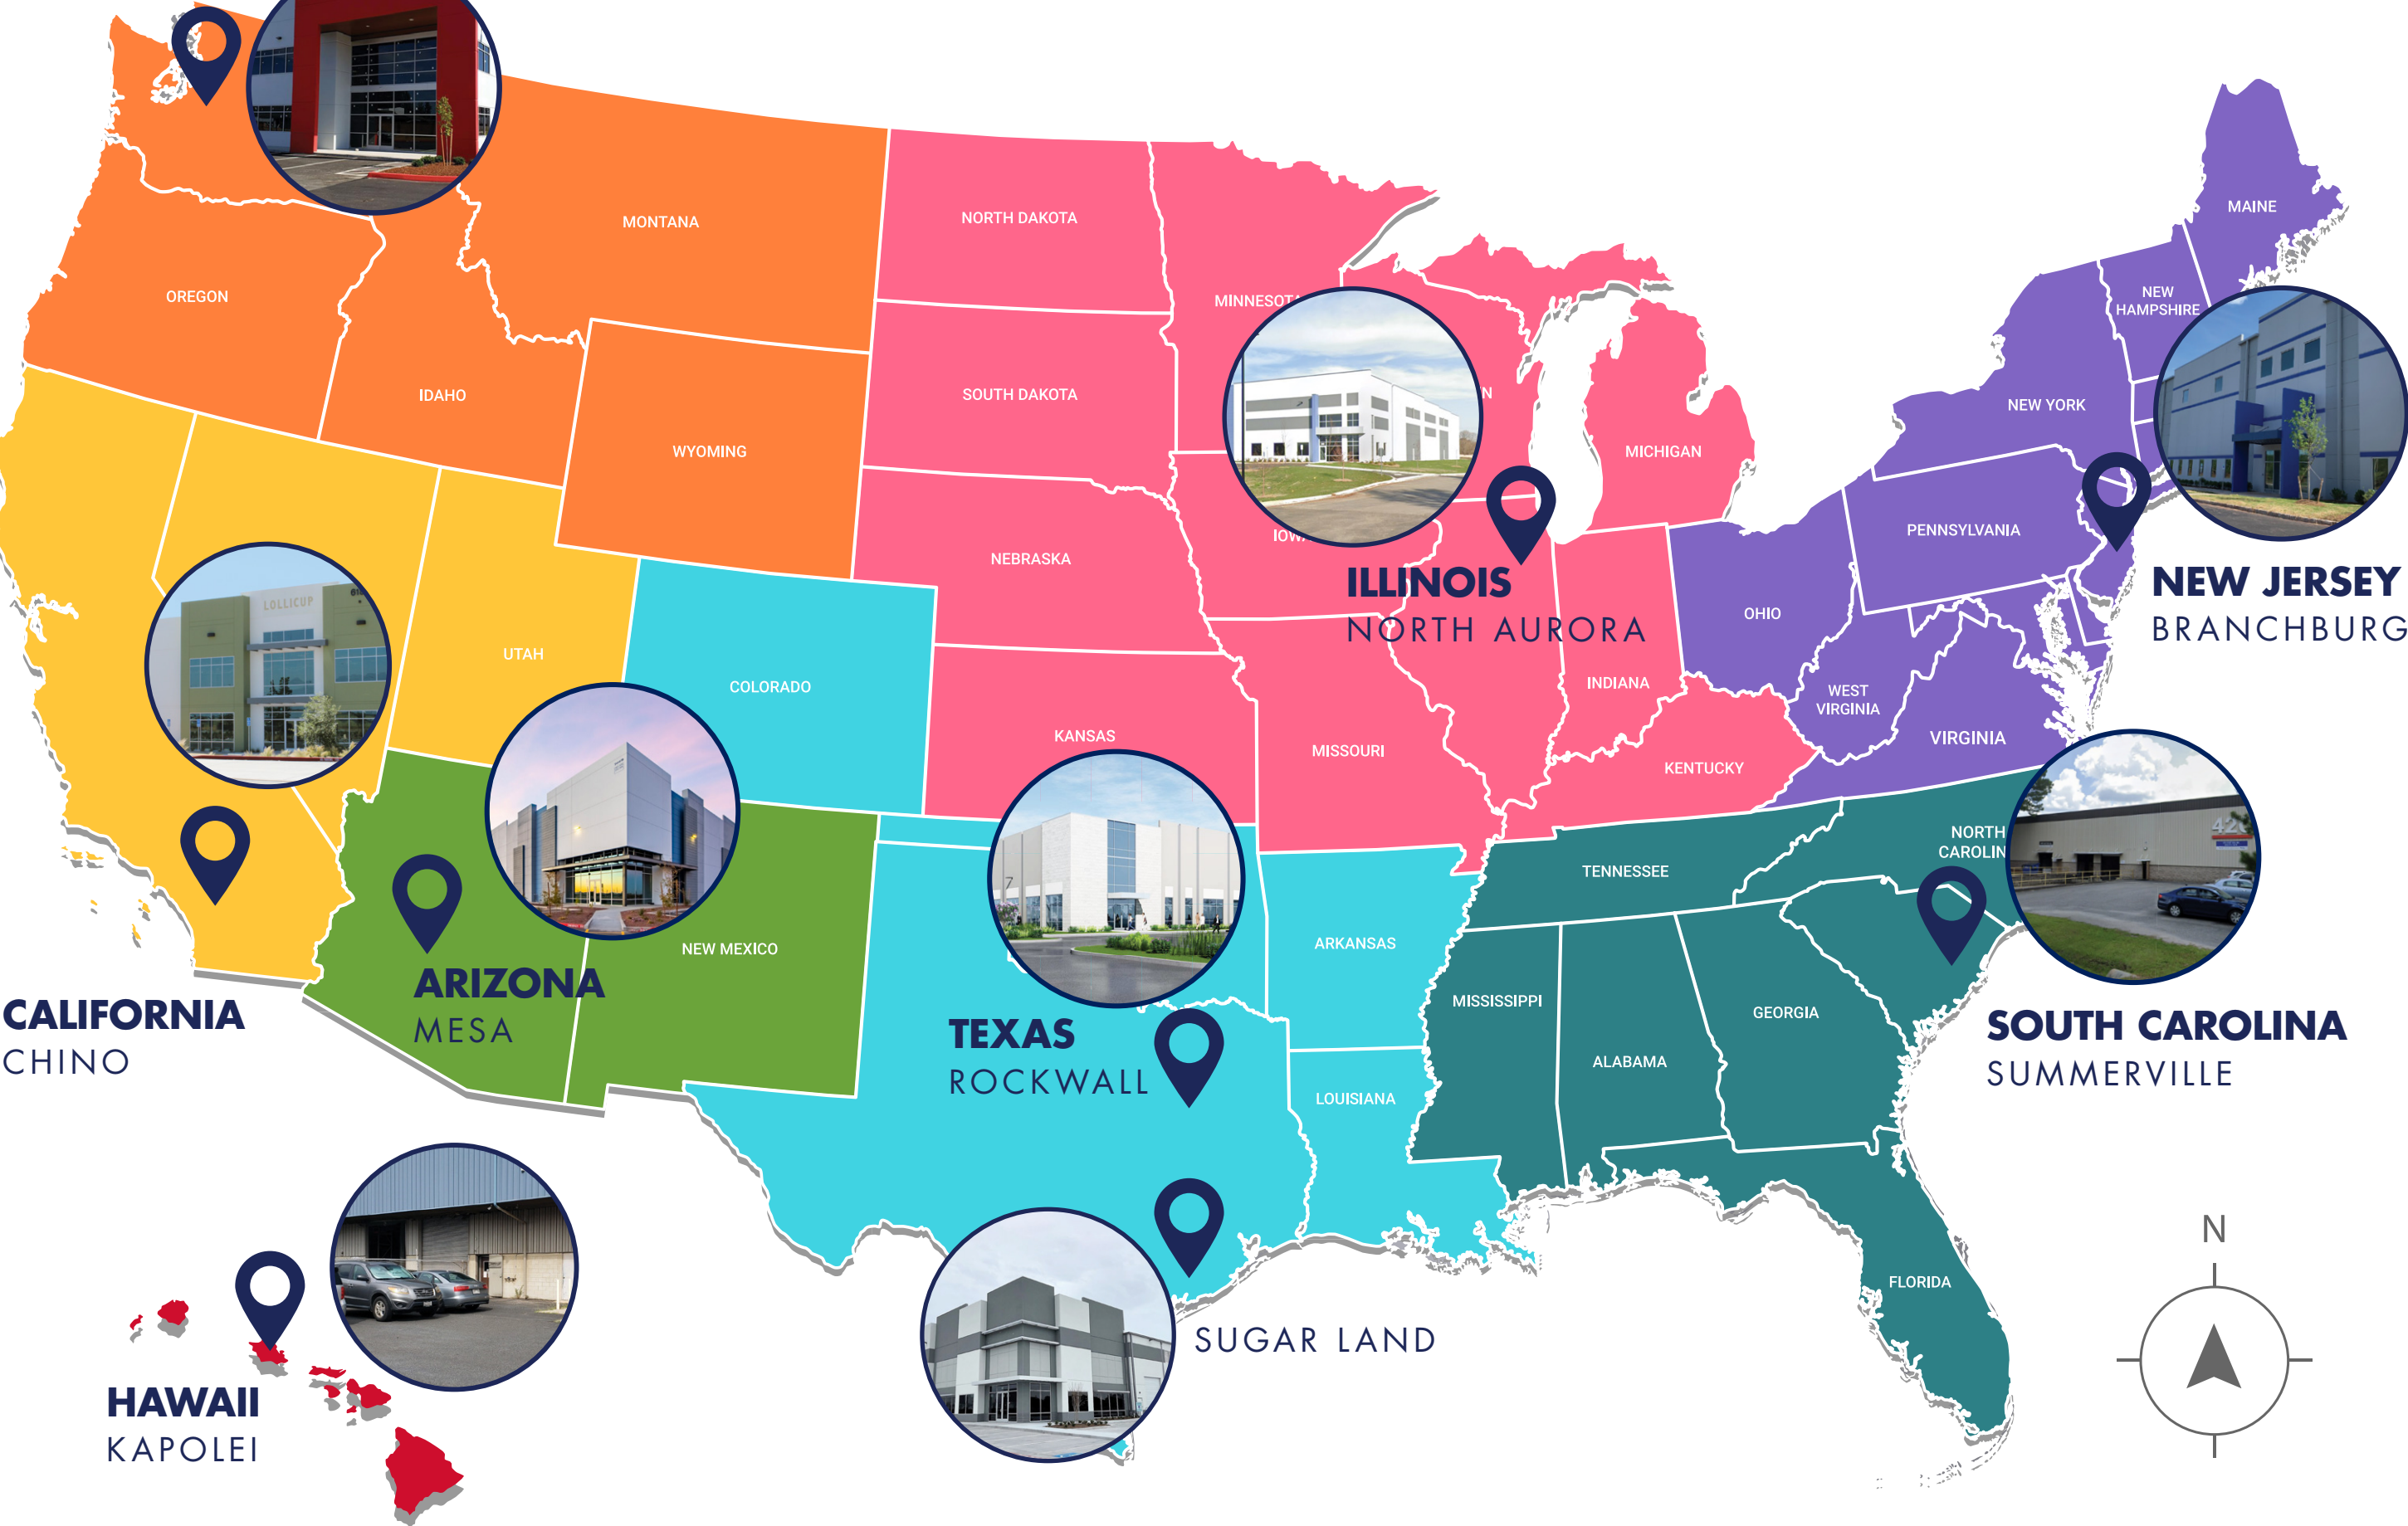 MONTANA
NORTH DAKOTA
MINNESOTA
MAINE
OREGON
IDAHO
SOUTH DAKOTA
NEW
HAMPSHIRE
WYOMING
N
MICHIGAN
NEW YORK
NEBRASKA
PENNSYLVANIA
ILLINOIS
NORTH AURORA
NEW JERSEY
BRANCHBURG
LOLLICUP
UTAH
COLORADO
OHIO
INDIANA
WEST
VIRGINIA
VIRGINIA
KANSAS
MISSOURI
KENTUCKY
NORTH
CAROLIN
TENNESSEE
NEW MEXICO
ARKANSAS
ARIZONA
MESA
CALIFORNIA
CHINO
TEXAS
ROCKWALL
MISSISSIPPI
ALABAMA
GEORGIA
SOUTH CAROLINA
SUMMERVILLE
LOUISIANA
FLORIDA
N
SUGAR LAND
HAWAII
KAPOLEI